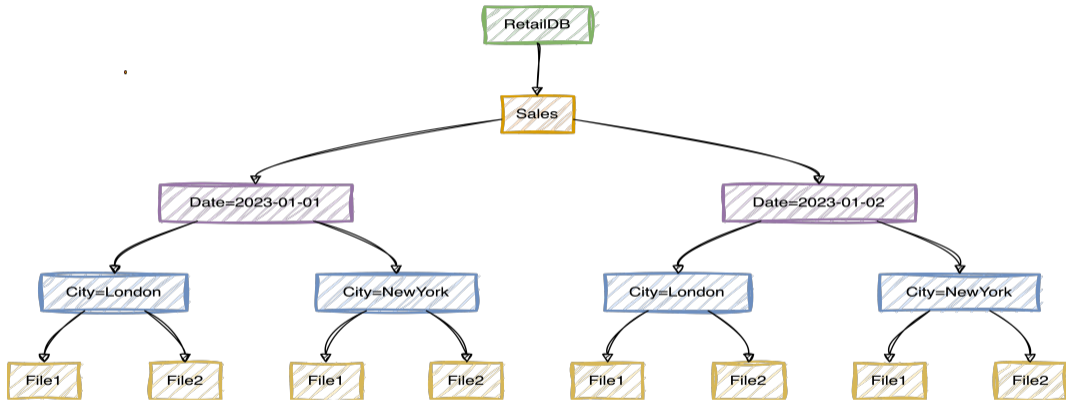 RetailDB
Sales
Date=2023-01-01
Date=2023-01-02
City=London
City=NewYork
City=London
City=NewYork
File1
File2
File1
File2
File1
File2
File1
File2